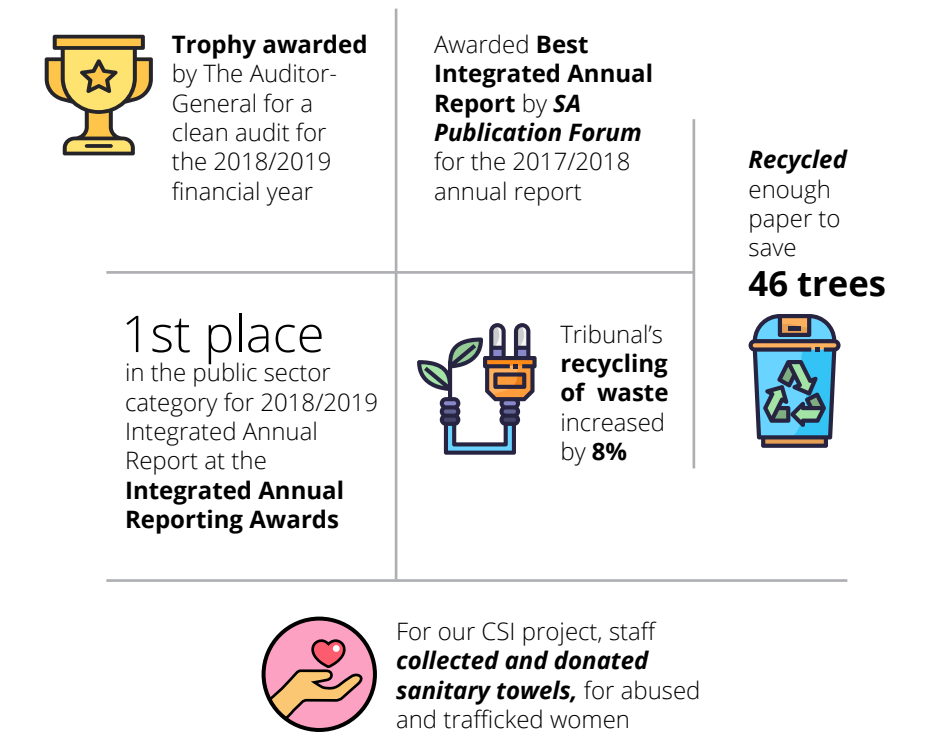 Trophy awarded
by The Auditor-
General for a
clean audit for
the 2018/2019
financial year
Awarded Best
Integrated Annual
Report by SA
Publication Forum
for the 2017/2018
annual report
Recycled
enough
paper to
save
46 trees
1st place
in the public sector
category for 2018/2019
Integrated Annual
Report at the
Integrated Annual
Reporting Awards
Tribunal’s
recycling
of waste
increased
by 8%
For our CSI project, staff
collected and donated
sanitary towels, for abused
and trafficked women